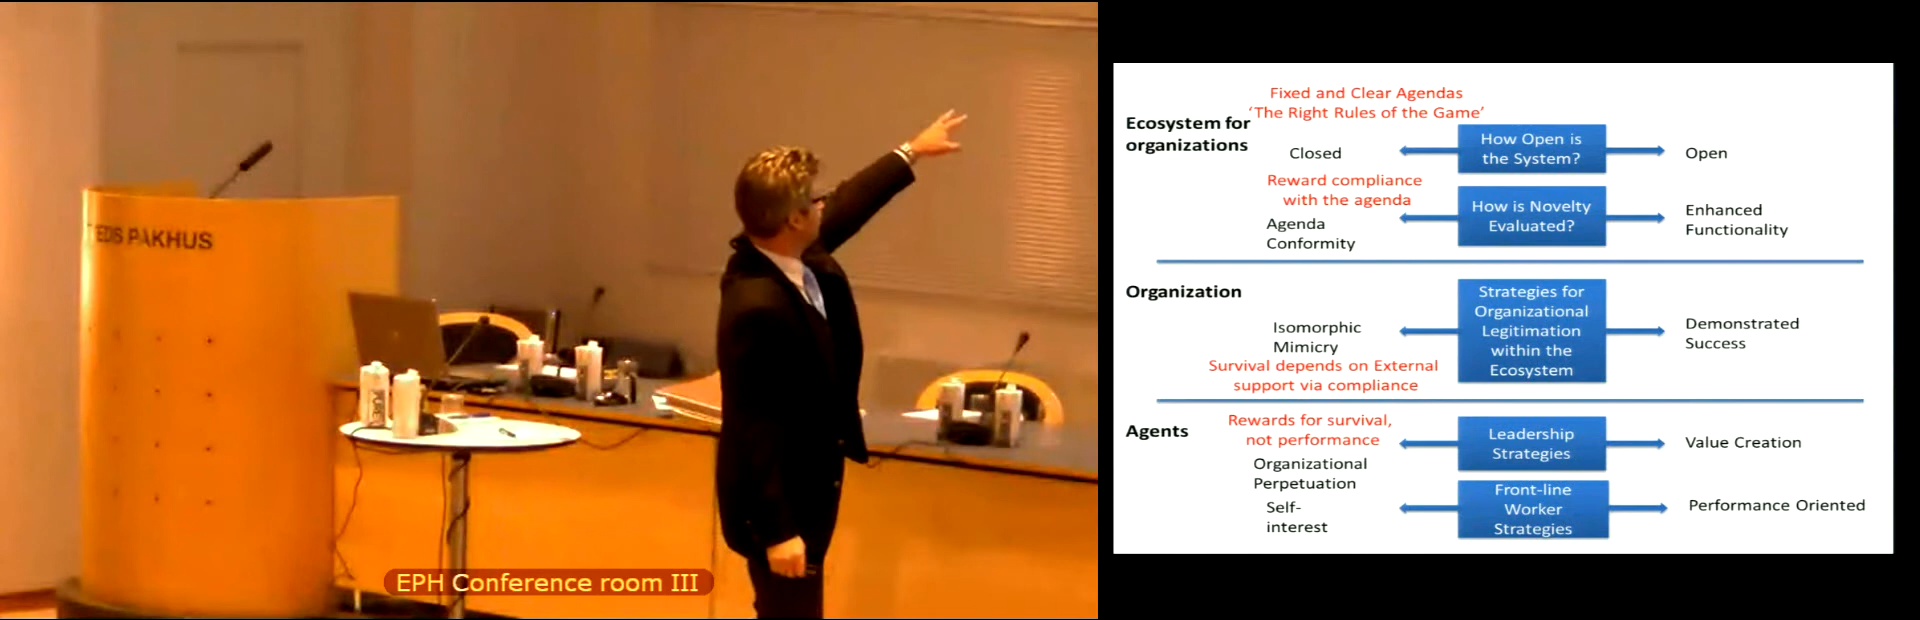 EDS PAKHUS
EPH Conference room III
Fixed and Clear Agendas
‘The Right Rules of the Game’
Ecosystem for
organizations
Closed
How Open is
the System?
Open
Reward compliance
with the agenda
Agenda
Conformity
How is Novelty
Evaluated?
Enhanced
Functionality
Organization
Isomorphic
Mimicry
Survival depends on External
support via compliance
Strategies for
Organizational
Legitimation
within the
Ecosystem
Demonstrated
Success
Agents
Rewards for survival,
not performance
Organizational
Perpetuation
Leadership
Strategies
Value Creation
Self-
interest
Front-line
Worker
Strategies
Performance Oriented